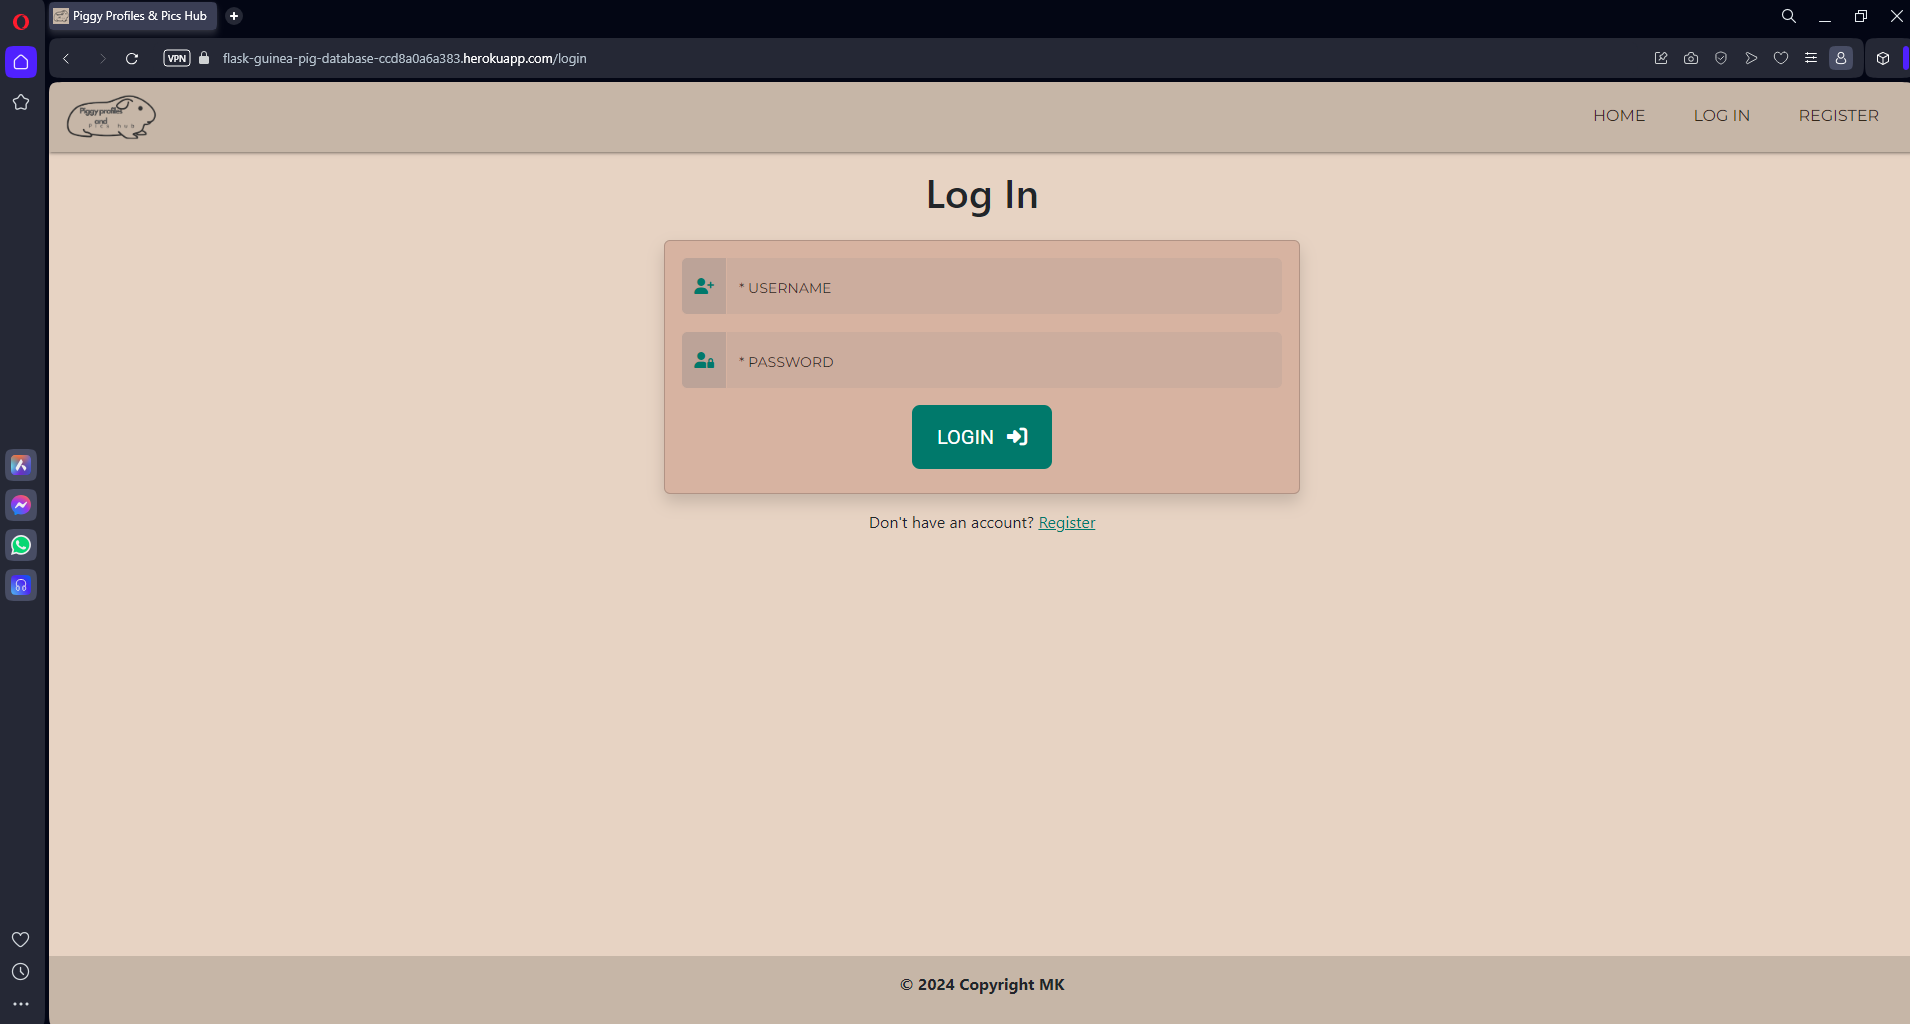 Piggy Profiles & Pics Hub
VPN
flask-guinea-pig-database-ccd8a0a6a383.herokuapp.com/login
Piggy profiles
and
Pics hub
HOME LOG IN REGISTER
Log In
* USERNAME
* PASSWORD
LOGIN
Don't have an account? Register
© 2024 Copyright MK